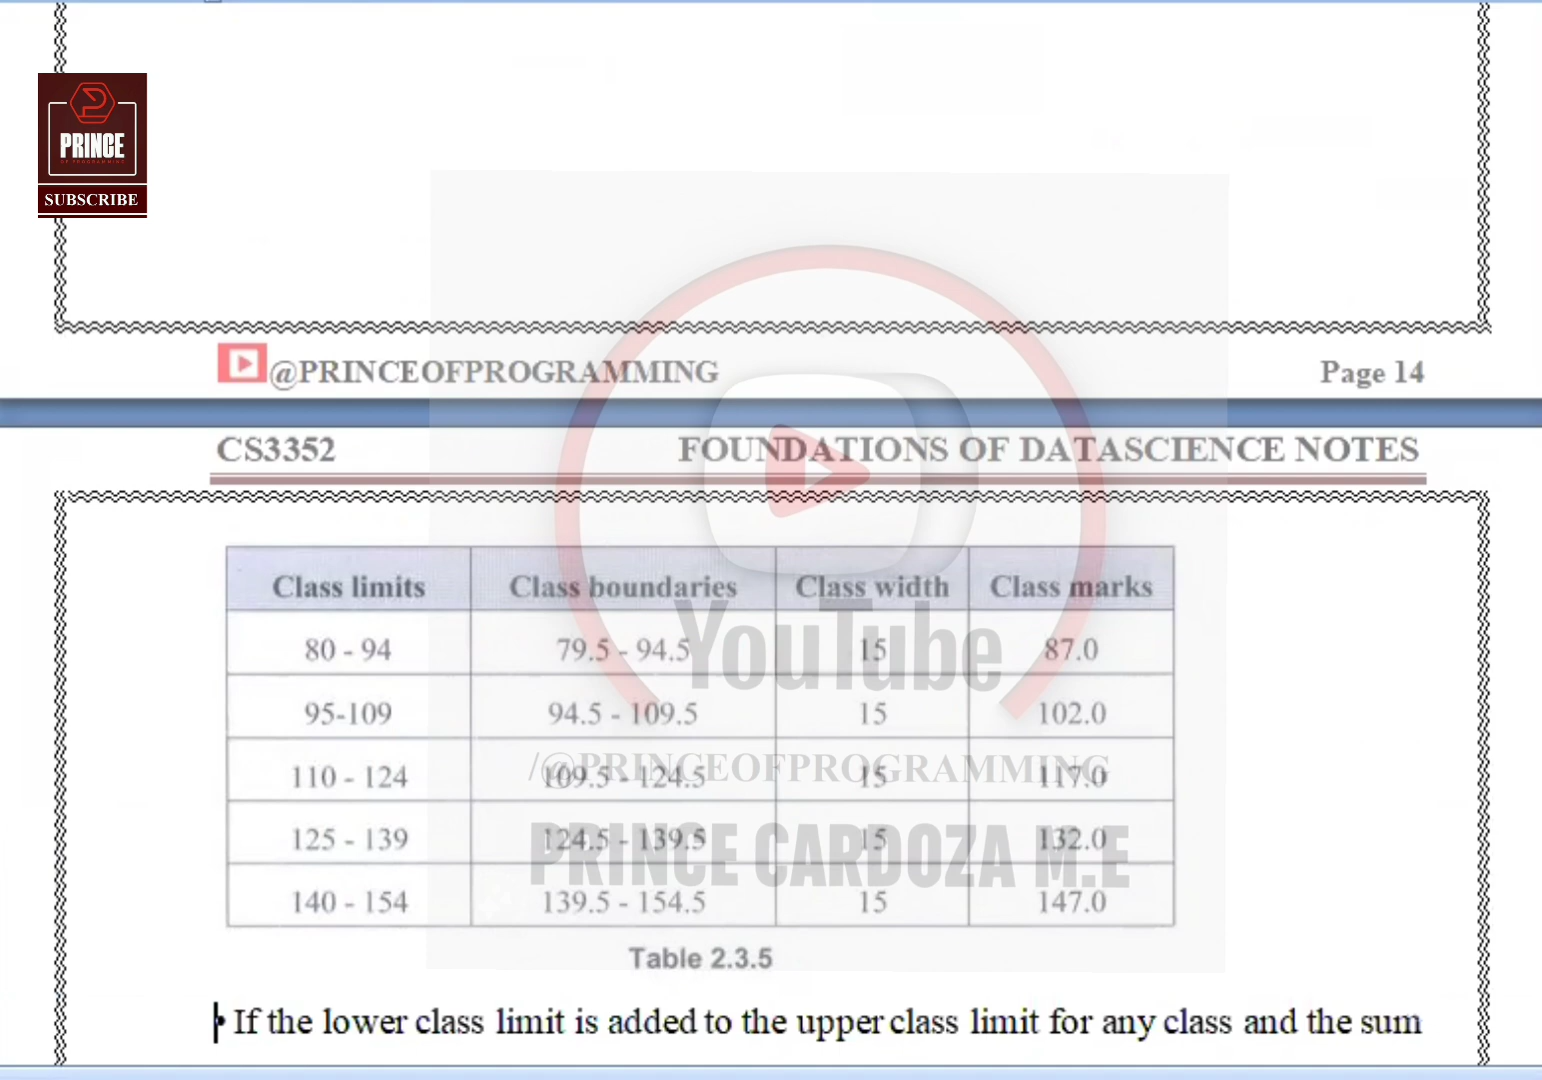 PRINCE
OF PROGRAMMING
SUBSCRIBE
@PRINCEOFPROGRAMMING Page 14
CS3352 FOUNDATIONS OF DATASCIENCE NOTES
Class limits Class boundaries Class width Class marks
80 - 94 79.5 - 94.5 15 87.0
95-109 94.5 - 109.5 15 102.0
110 - 124 109.5 - 124.5 15 117.0
125 - 139 124.5 - 139.5 15 132.0
140 - 154 139.5 - 154.5 15 147.0
YouTube
/@PRINCEOFPROGRAMMING
PRINCE CARDOZA M.E
Table 2.3.5
• If the lower class limit is added to the upper class limit for any class and the sum